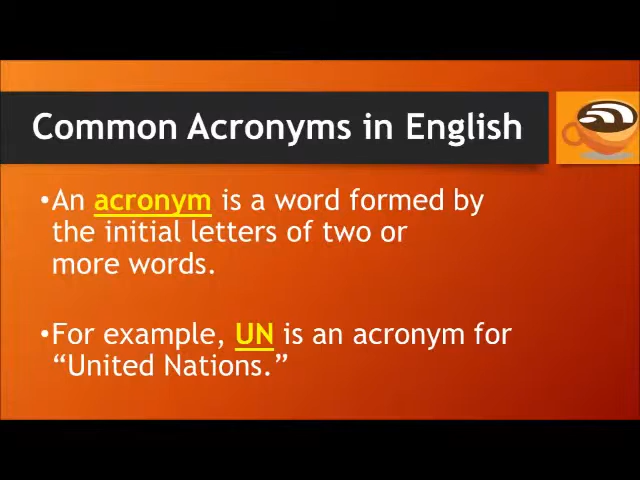 Common Acronyms in English
•An acronym is a word formed by
the initial letters of two or
more words.
•For example, UN is an acronym for
“United Nations.”